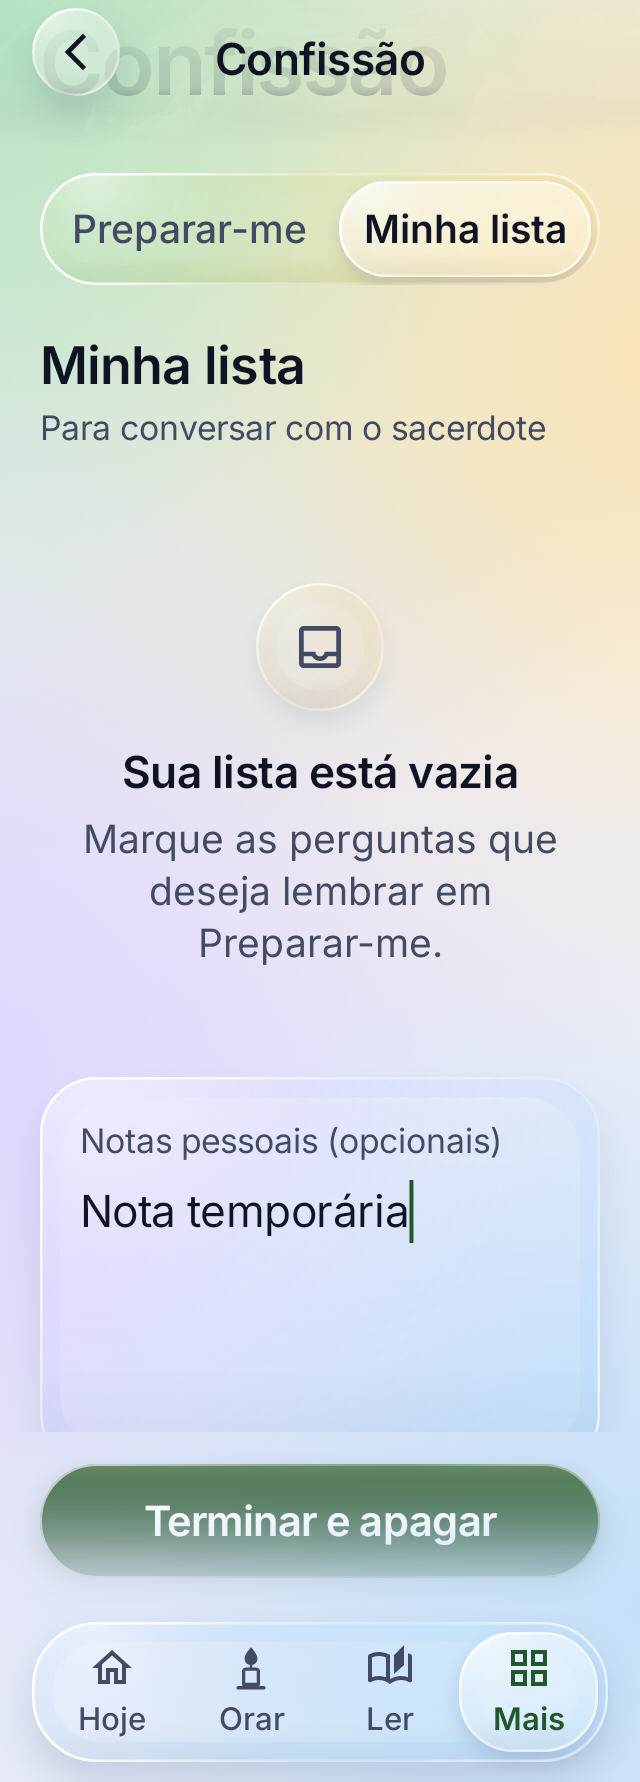 Confissão
Confissão
Preparar-me
Minha lista
Minha lista
Para conversar com o sacerdote
Sua lista está vazia
Marque as perguntas que
deseja lembrar em
Preparar-me.
Notas pessoais (opcionais)
Nota temporária
Terminar e apagar
Hoje
Orar
Ler
Mais